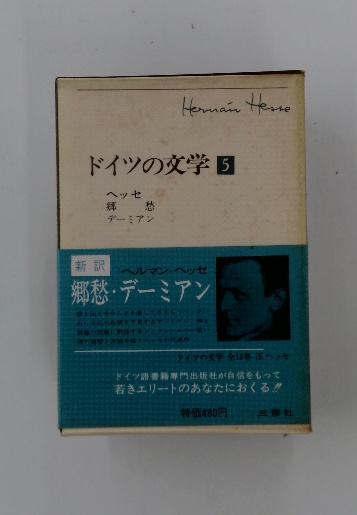 Hermann Hesse
ドイツの文学 5
ヘッセ
郷 愁
デーミアン
新訳
ヘルマン・ヘッセ
郷愁・デーミアン
ドイツの文学 全12巻 5 ヘッセ
ドイツ語書籍専門出版社が自信をもって
若きエリートのあなたにおくる!!
特価480円
三修社